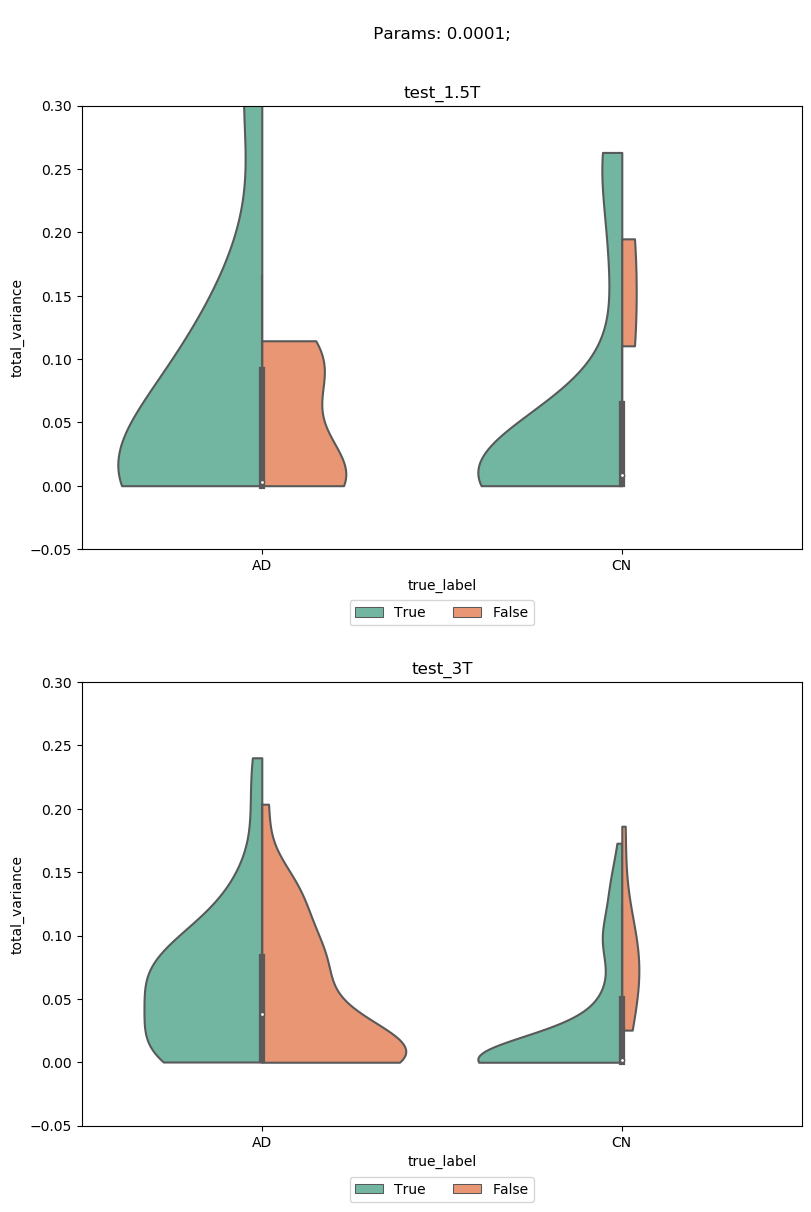 Params: 0.0001;
test_1.5T
0.30
0.25
0.20
0.15
0.10
0.05
0.00
−0.05
total_variance
AD CN
true_label
True False
test_3T
0.30
0.25
0.20
0.15
0.10
0.05
0.00
−0.05
total_variance
AD CN
true_label
True False